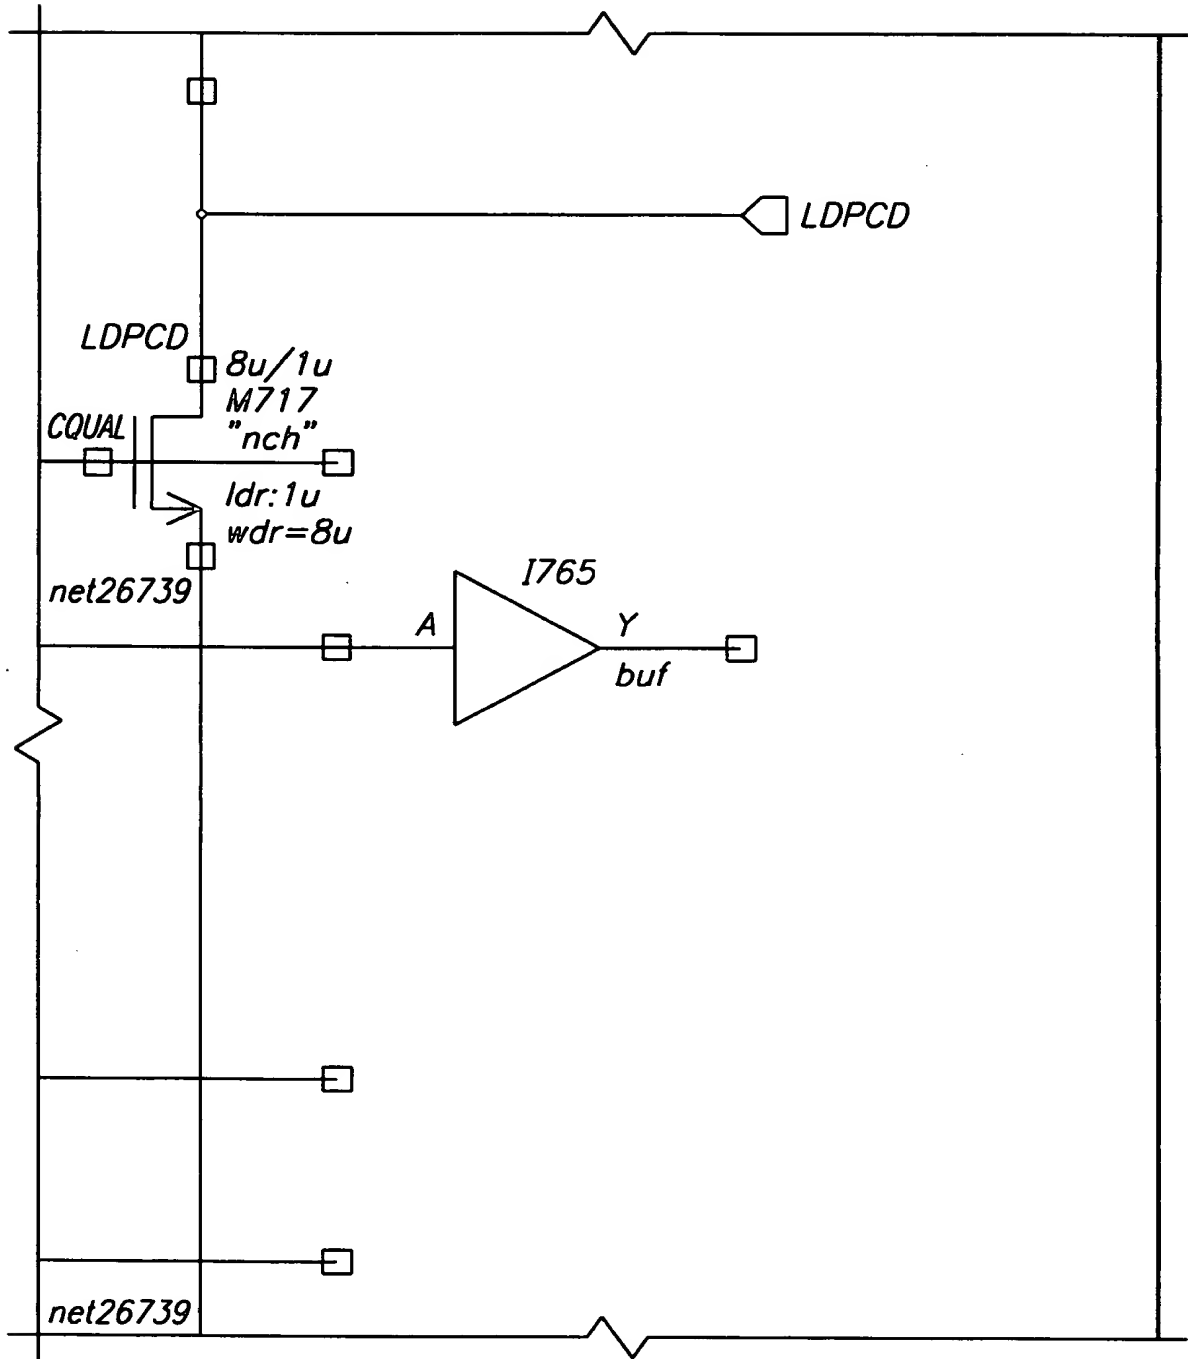 LDPCD
LDPCD
8u/1u
M717
CQUAL
"nch"
ldr:1u
wdr=8u
I765
net26739
A
Y
buf
net26739